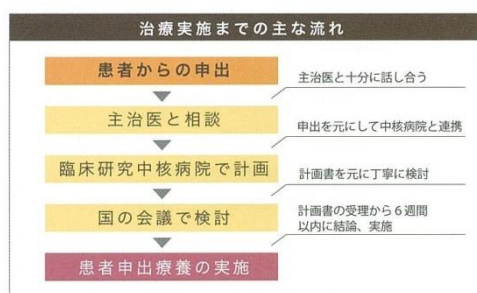 治療実施までの主な流れ
患者からの申出
主治医と十分に話し合う
主治医と相談
申出を元にして中核病院と連携
臨床研究中核病院で計画
計画書を元に丁寧に検討
国の会議で検討
計画書の受理から6週間
以内に結論、実施
患者申出療養の実施